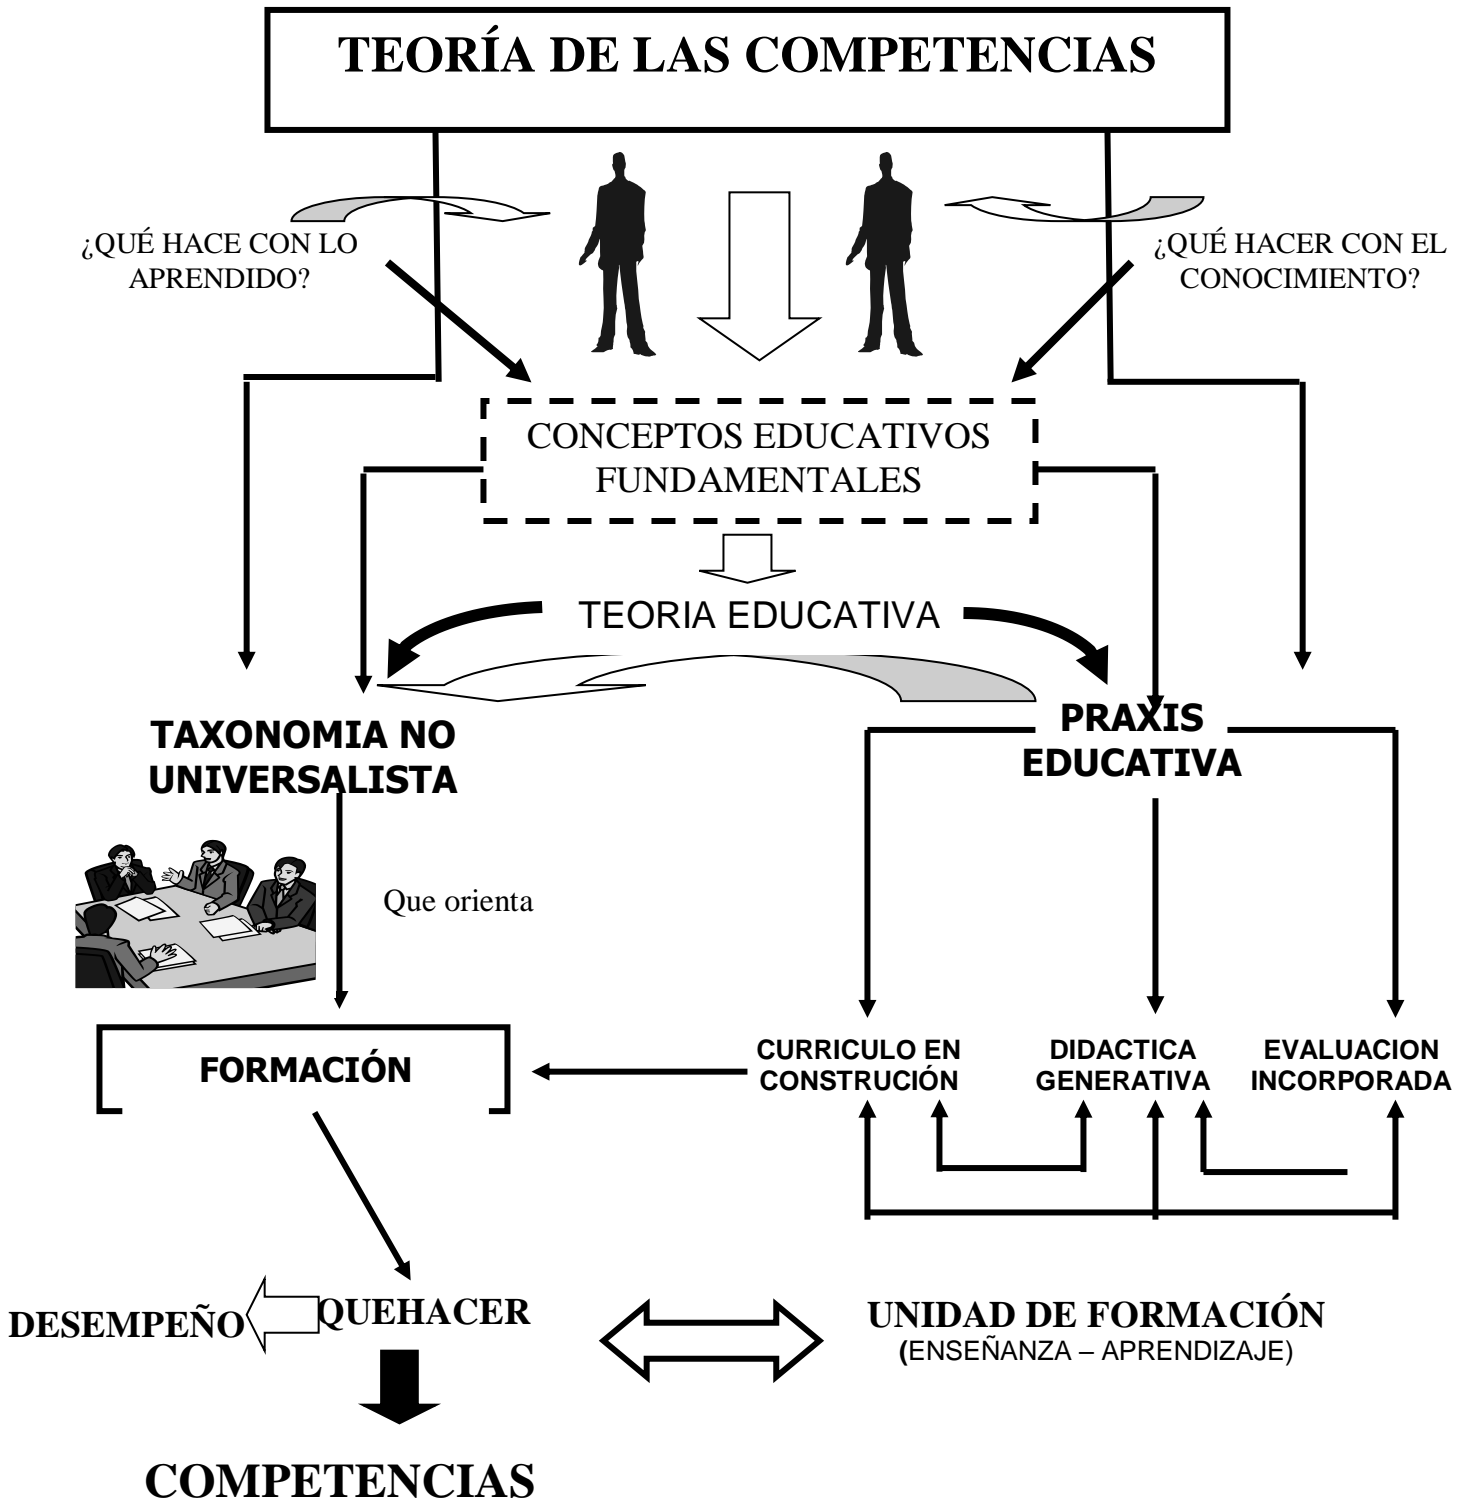 TEORÍA DE LAS COMPETENCIAS
¿QUÉ HACE CON LO
APRENDIDO?
¿QUÉ HACER CON EL
CONOCIMIENTO?
CONCEPTOS EDUCATIVOS
FUNDAMENTALES
TEORIA EDUCATIVA
TAXONOMIA NO
UNIVERSALISTA
PRAXIS
EDUCATIVA
Que orienta
FORMACIÓN
CURRICULO EN
CONSTRUCIÓN
DIDACTICA
GENERATIVA
EVALUACION
INCORPORADA
DESEMPEÑO
QUEHACER
UNIDAD DE FORMACIÓN
(ENSEÑANZA – APRENDIZAJE)
COMPETENCIAS